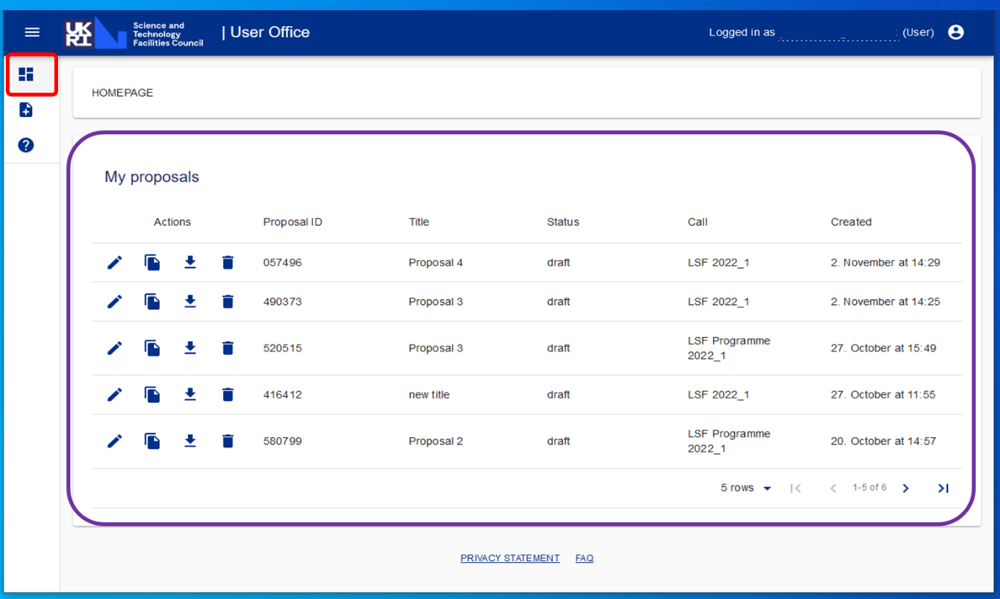 UK
RI
Science and
Technology
Facilities Council
| User Office
Logged in as (User)
HOMEPAGE
My proposals
Actions Proposal ID Title Status Call Created
057496 Proposal 4 draft LSF 2022_1 2. November at 14:29
490373 Proposal 3 draft LSF 2022_1 2. November at 14:25
520515 Proposal 3 draft LSF Programme 2022_1 27. October at 15:49
416412 new title draft LSF 2022_1 27. October at 11:55
580799 Proposal 2 draft LSF Programme 2022_1 20. October at 14:57
5 rows 1-5 of 6
PRIVACY STATEMENT FAQ